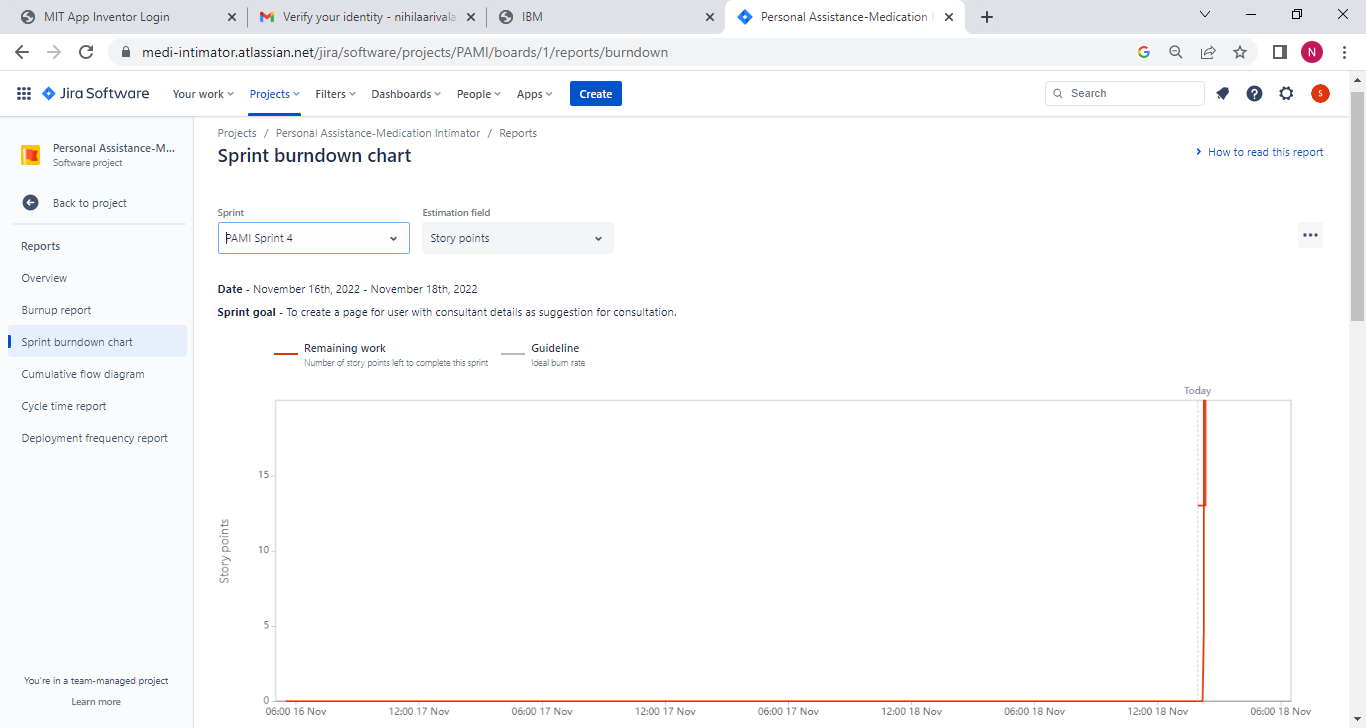 MIT App Inventor Login
Verify your identity - nihilaarivala
IBM
Personal Assistance-Medication I
medi-intimator.atlassian.net/jira/software/projects/PAMI/boards/1/reports/burndown
N
Jira Software
Your work
Projects
Filters
Dashboards
People
Apps
Create
Search
S
Personal Assistance-M...
Software project
Back to project
Reports
Overview
Burnup report
Sprint burndown chart
Cumulative flow diagram
Cycle time report
Deployment frequency report
You're in a team-managed project
Learn more
Projects / Personal Assistance-Medication Intimator / Reports
Sprint burndown chart
How to read this report
Sprint
PAMI Sprint 4
Estimation field
Story points
Date - November 16th, 2022 - November 18th, 2022
Sprint goal - To create a page for user with consultant details as suggestion for consultation.
Remaining work
Number of story points left to complete this sprint
Guideline
Ideal burn rate
Today
Story points
15
10
5
0
06:00 16 Nov
12:00 17 Nov
06:00 17 Nov
12:00 17 Nov
06:00 17 Nov
12:00 18 Nov
06:00 18 Nov
12:00 18 Nov
06:00 18 Nov